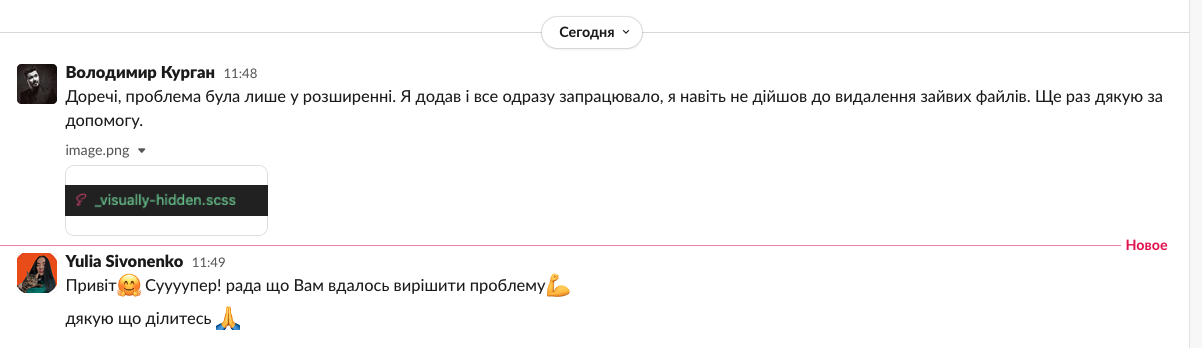 Сегодня
Володимир Курган 11:48
Доречі, проблема була лише у розширенні. Я додав і все одразу запрацювало, я навіть не дійшов до видалення зайвих файлів. Ще раз дякую за
допомогу.
image.png
_visually-hidden.scss
Новое
Yulia Sivonenko 11:49
Привіт🤗 Суууупер! рада що Вам вдалось вирішити проблему💪
дякую що ділитесь 🙏